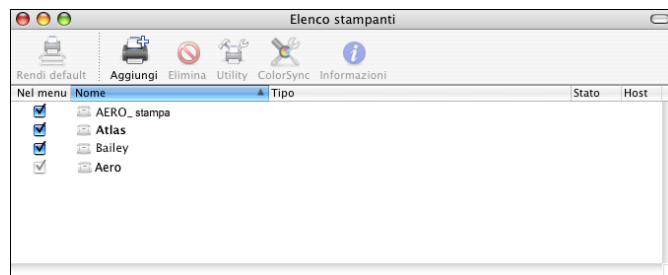 Elenco stampanti
Rendi default Aggiungi Elimina Utility ColorSync Informazioni
Nel menu Nome Tipo Stato Host
AERO_ stampa
Atlas
Bailey
Aero